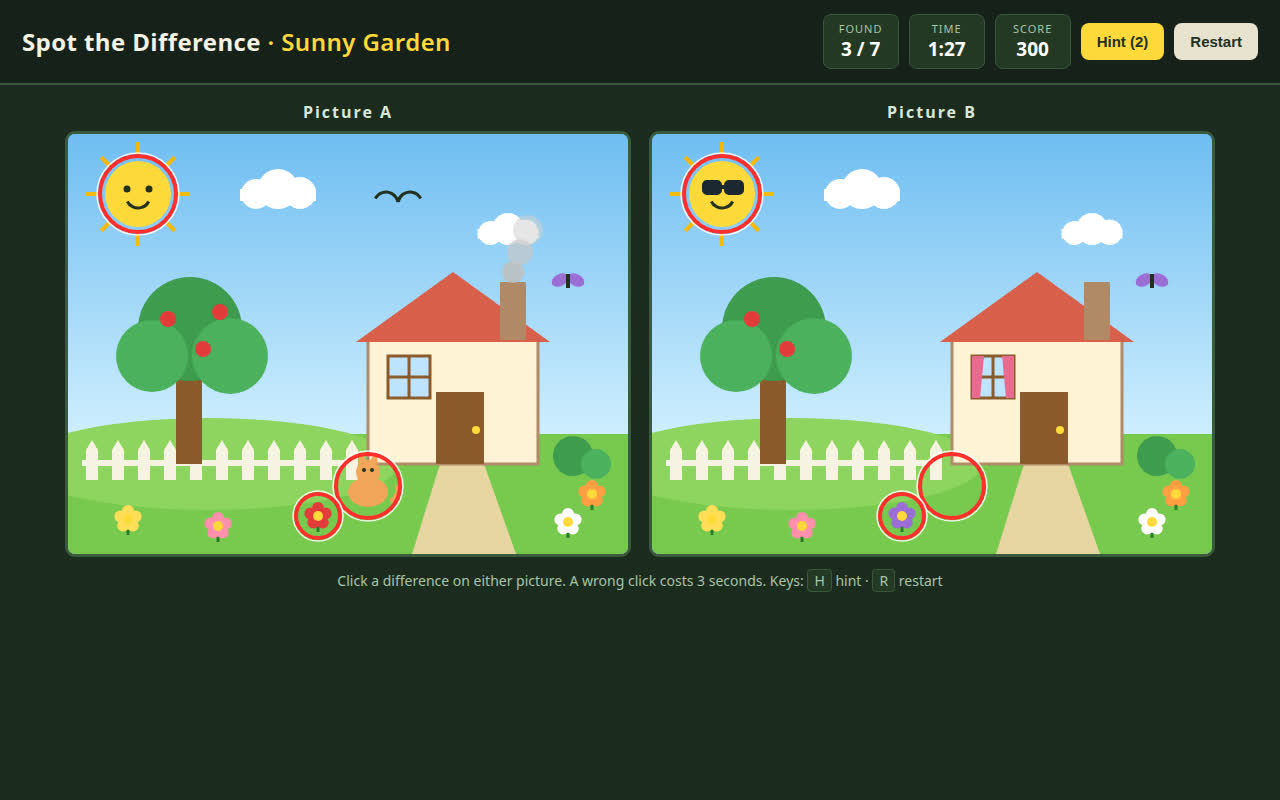 Spot the Difference · Sunny Garden
FOUND
3 / 7
TIME
1:27
SCORE
300
Hint (2)
Restart
Picture A
Picture B
Click a difference on either picture. A wrong click costs 3 seconds. Keys: H hint · R restart